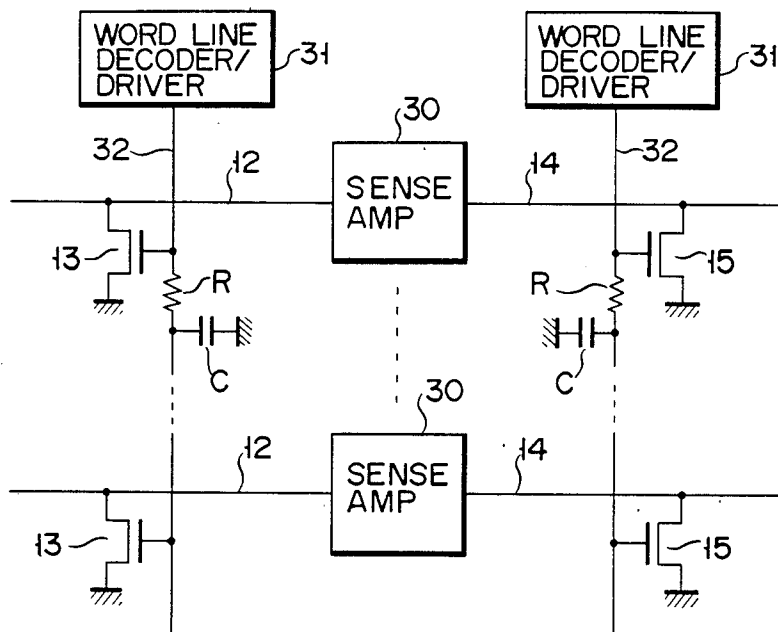 WORD LINE
DECODER/
DRIVER
31
WORD LINE
DECODER/
DRIVER
31
32
12
30
14
32
SENSE
AMP
13
15
R
R
C
C
30
12
14
SENSE
AMP
13
15